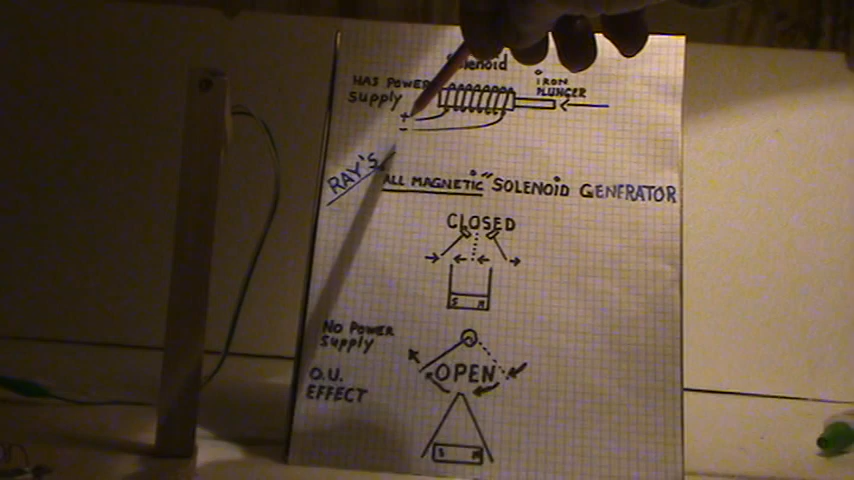 solenoid
HAS POWER
supply
+
-
IRON
PLUNGER
RAY'S
ALL MAGNETIC "SOLENOID GENERATOR
CLOSED
S N
NO POWER
supply
O.U.
EFFECT
OPEN
S N